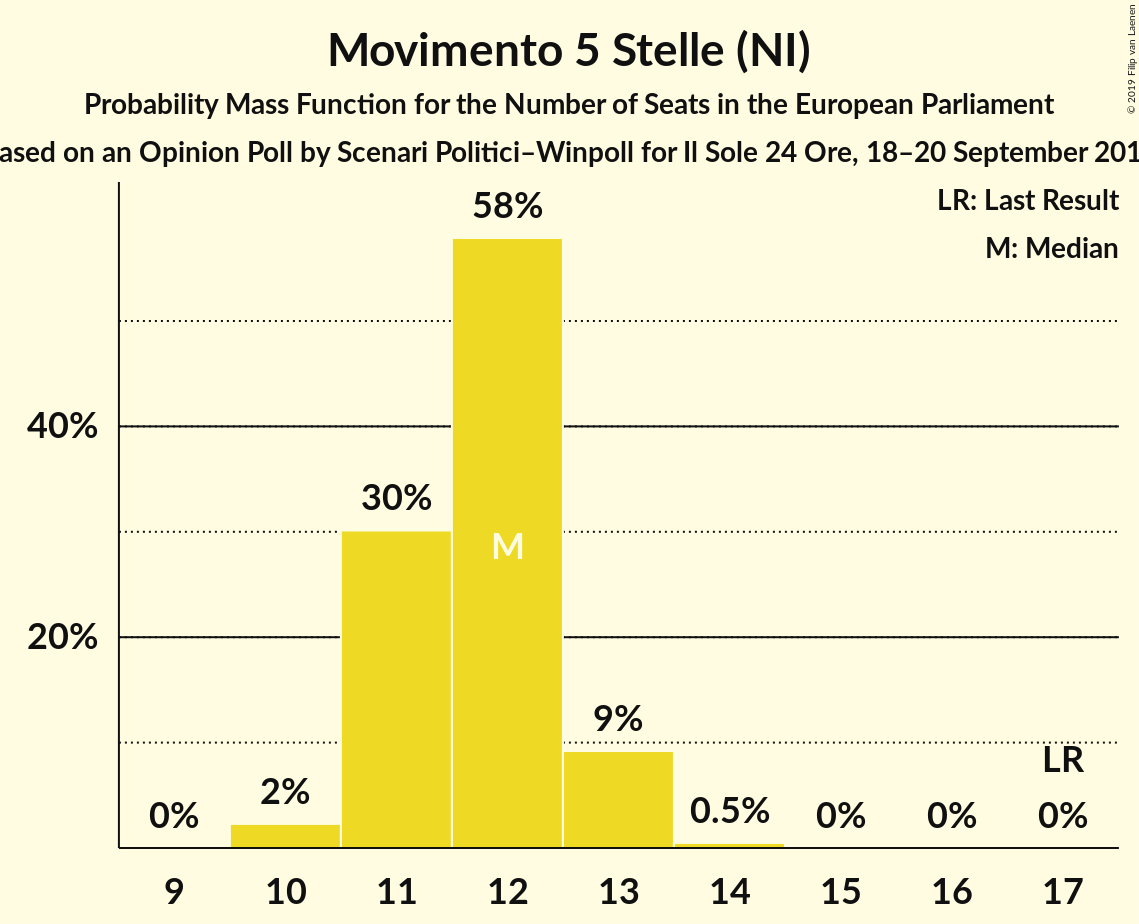 Movimento 5 Stelle (NI)
Probability Mass Function for the Number of Seats in the European Parliament
ased on an Opinion Poll by Scenari Politici–Winpoll for Il Sole 24 Ore, 18–20 September 201
© 2019 Filip van Laenen
LR: Last Result
M: Median
58%
40%
30%
M
20%
9%
LR
2%
0%
0.5%
0%
0%
0%
9 10 11 12 13 14 15 16 17